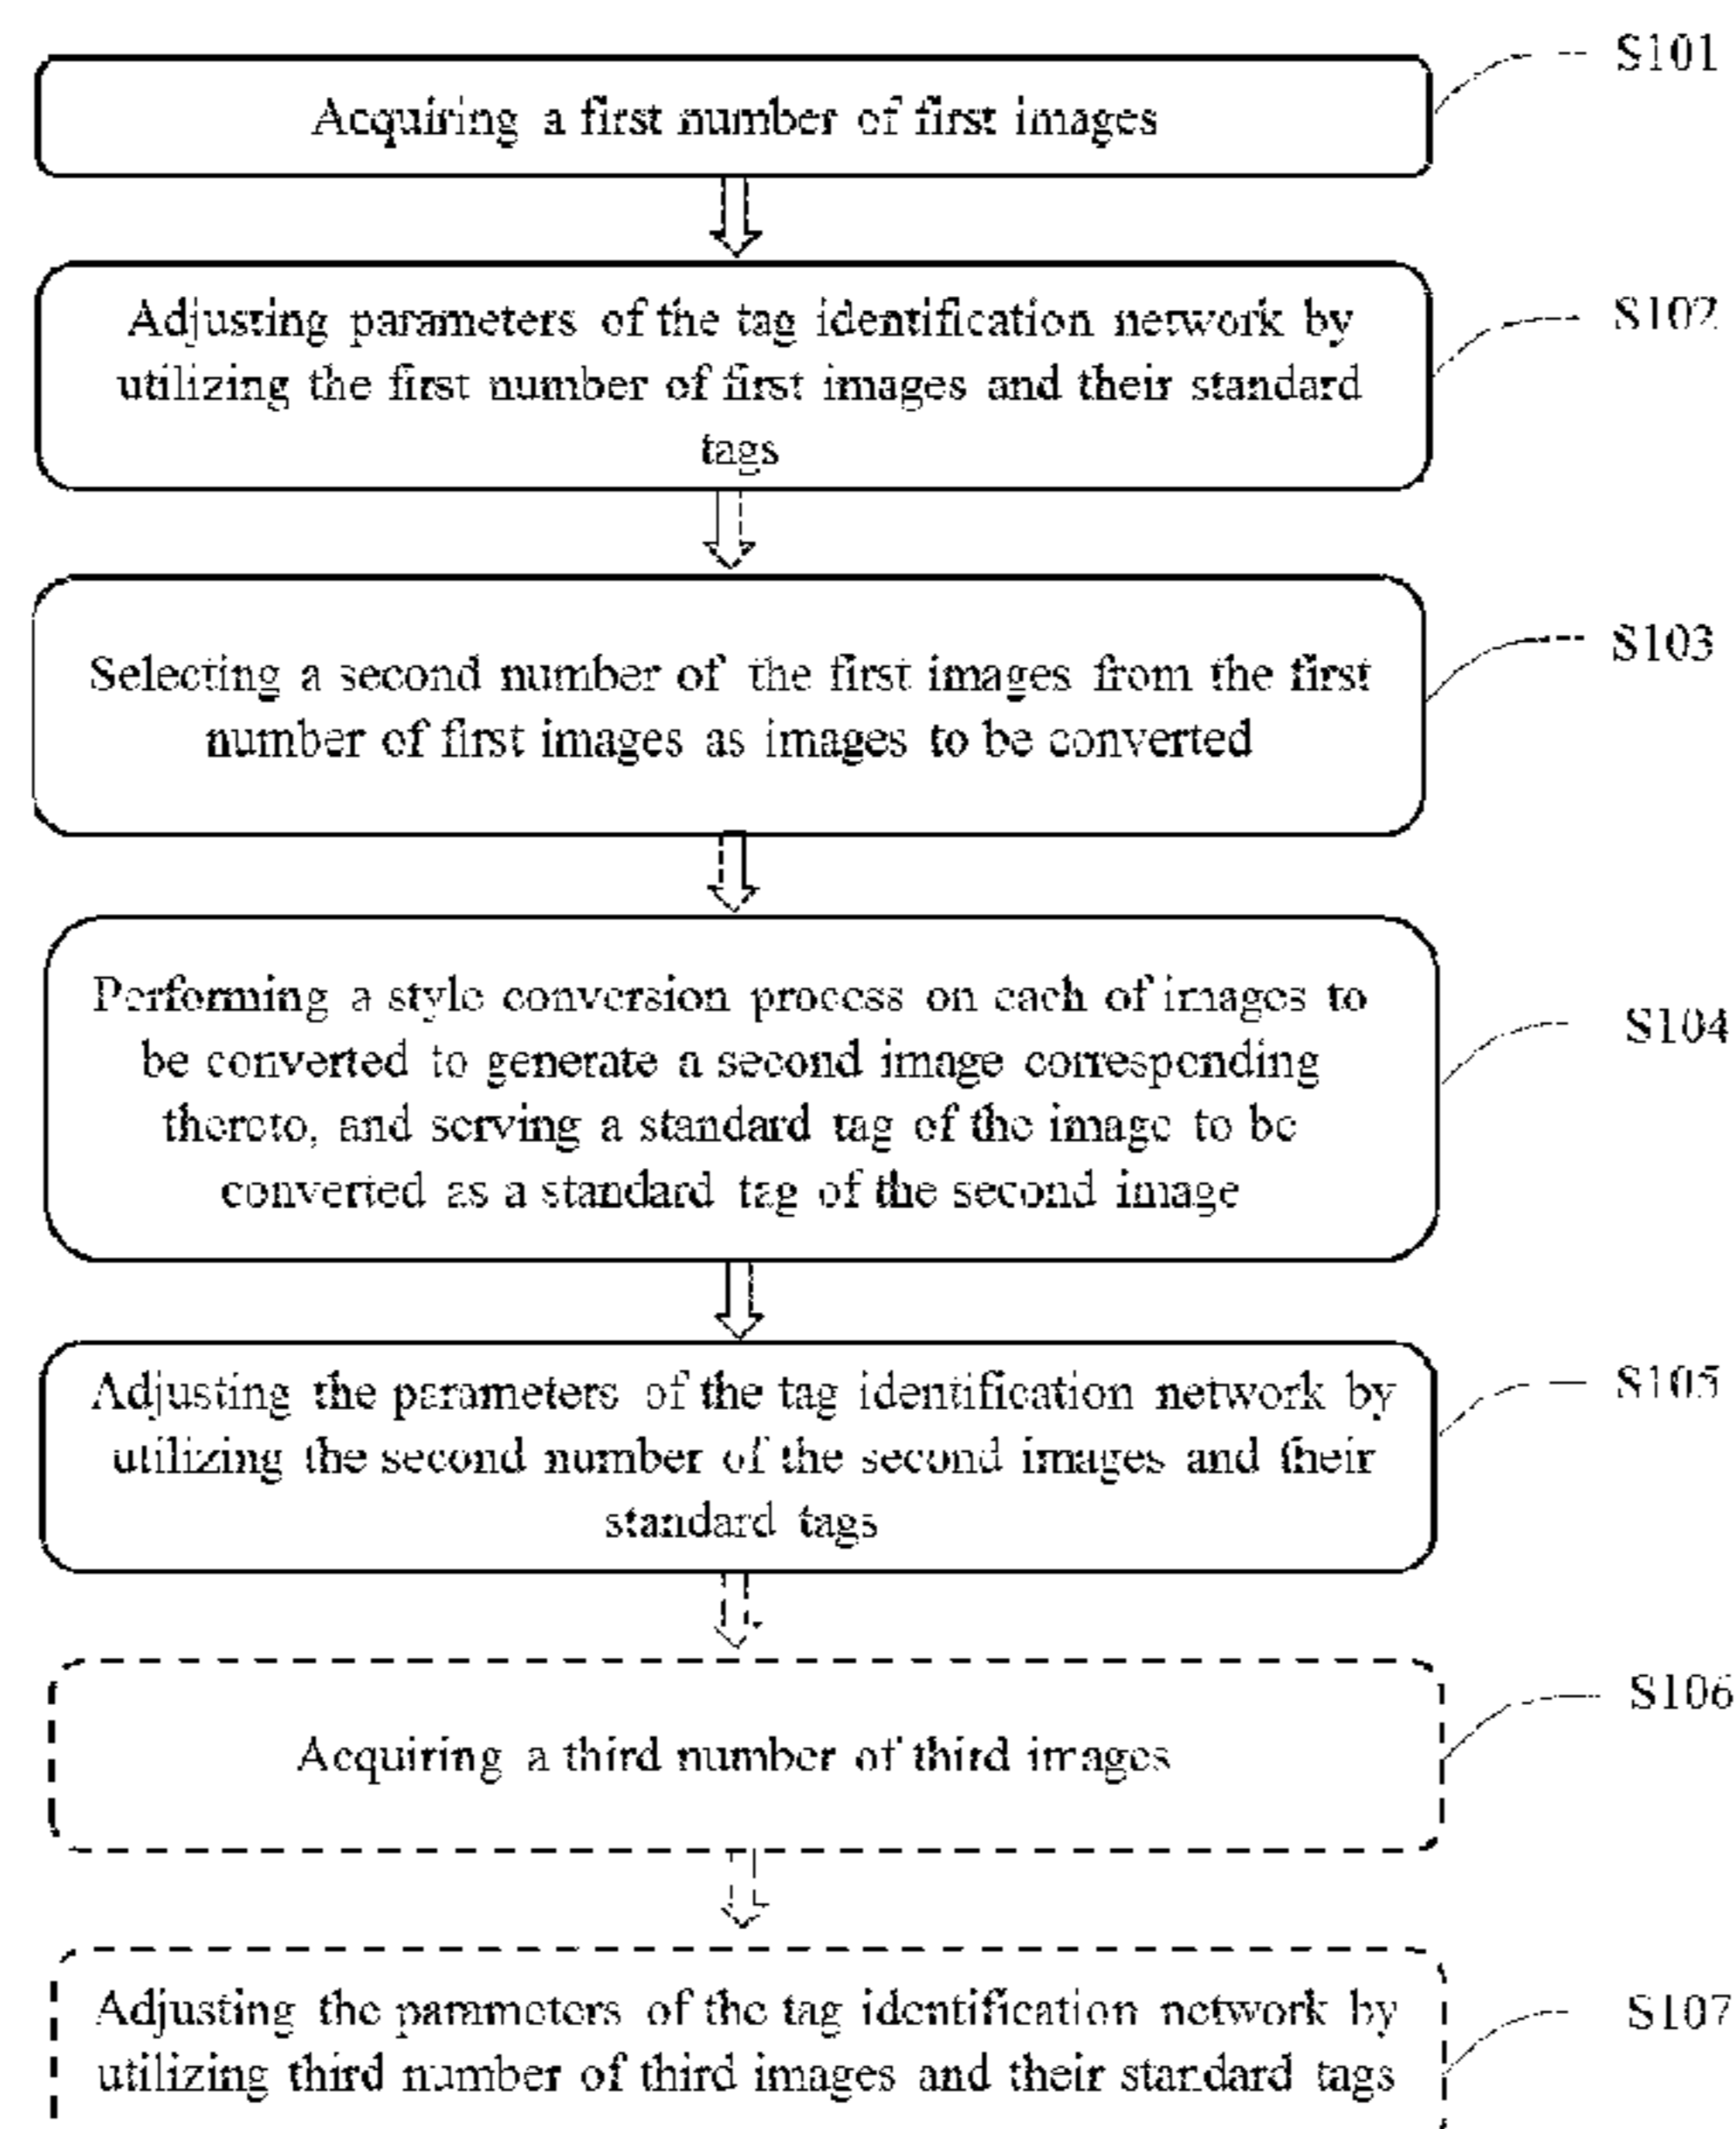 S101
Acquiring a first number of first images
S102
Adjusting parameters of the tag identification network by
utilizing the first number of first images and their standard
tags
S103
Selecting a second number of the first images from the first
number of first images as images to be converted
S104
Performing a style conversion process on each of images to
be converted to generate a second image corresponding
thereto, and serving a standard tag of the image to be
converted as a standard tag of the second image
S105
Adjusting the parameters of the tag identification network by
utilizing the second number of the second images and their
standard tags
S106
Acquiring a third number of third images
S107
Adjusting the parameters of the tag identification network by
utilizing third number of third images and their standard tags